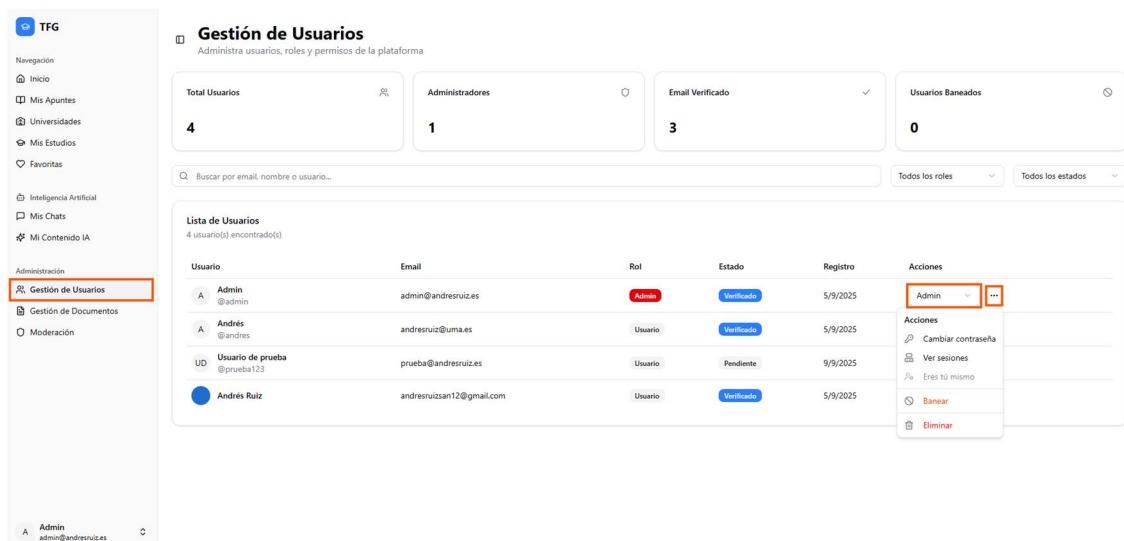 TFG
Navegación
Inicio
Mis Apuntes
Universidades
Mis Estudios
Favoritas
Inteligencia Artificial
Mis Chats
Mi Contenido IA
Administración
Gestión de Usuarios
Gestión de Documentos
Moderación
A Admin
admin@andresruiz.es
Gestión de Usuarios
Administra usuarios, roles y permisos de la plataforma
Total Usuarios Administradores Email Verificado Usuarios Baneados
4 1 3 0
Buscar por email, nombre o usuario... Todos los roles Todos los estados
Lista de Usuarios
4 usuario(s) encontrado(s)
Usuario Email Rol Estado Registro Acciones
A Admin admin@andresruiz.es Admin Verificado 5/9/2025 Admin ...
@admin
A Andrés andresruiz@uma.es Usuario Verificado 5/9/2025
@andres
UD Usuario de prueba prueba@andresruiz.es Usuario Pendiente 9/9/2025
@prueba123
Andrés Ruiz andresruizsan12@gmail.com Usuario Verificado 5/9/2025
Acciones
Cambiar contraseña
Ver sesiones
Eres tú mismo
Banear
Eliminar